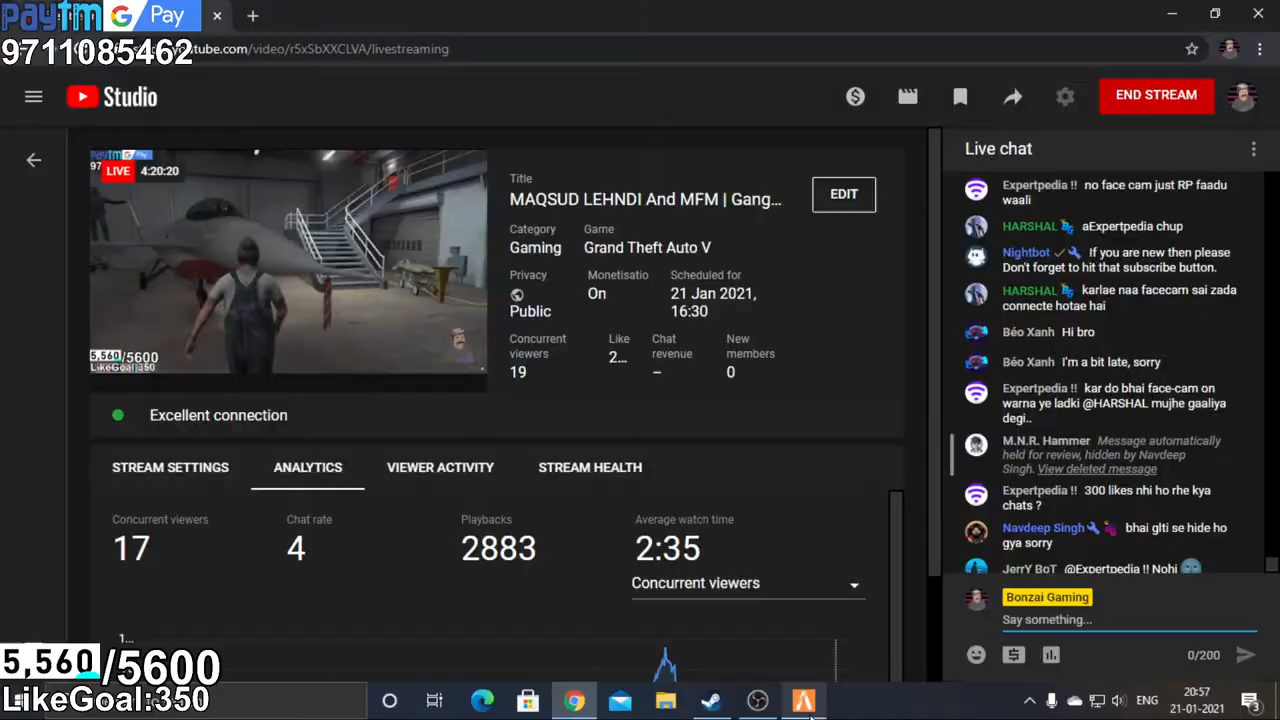 paytm G Pay
9711085462
utube.com/video/r5xSbXXCLVA/livestreaming
Studio
END STREAM
LIVE 4:20:20
5,560/5600
LikeGoal:350
Title
MAQSUD LEHNDI And MFM | Gang...
EDIT
Category
Gaming
Game
Grand Theft Auto V
Privacy
Public
Monetisatio
On
Scheduled for
21 Jan 2021,
16:30
Concurrent
viewers
19
Like
2...
Chat
revenue
–
New
members
0
Excellent connection
STREAM SETTINGS ANALYTICS VIEWER ACTIVITY STREAM HEALTH
Concurrent viewers
17
Chat rate
4
Playbacks
2883
Average watch time
2:35
Concurrent viewers
1...
Live chat
Expertpedia !! no face cam just RP faadu
waali
HARSHAL aExpertpedia chup
Nightbot If you are new then please
Don't forget to hit that subscribe button.
HARSHAL karlae naa facecam sai zada
connecte hotae hai
Béo Xanh Hi bro
Béo Xanh I'm a bit late, sorry
Expertpedia !! kar do bhai face-cam on
warna ye ladki @HARSHAL mujhe gaaliya
degi..
M.N.R. Hammer Message automatically
held for review, hidden by Navdeep
Singh. View deleted message
Expertpedia !! 300 likes nhi ho rhe kya
chats ?
Navdeep Singh bhai glti se hide ho
gya sorry
JerrY BoT @Expertpedia !! Nohi
Bonzai Gaming
Say something...
0/200
5,560/5600
LikeGoal:350
ENG
20:57
21-01-2021
3